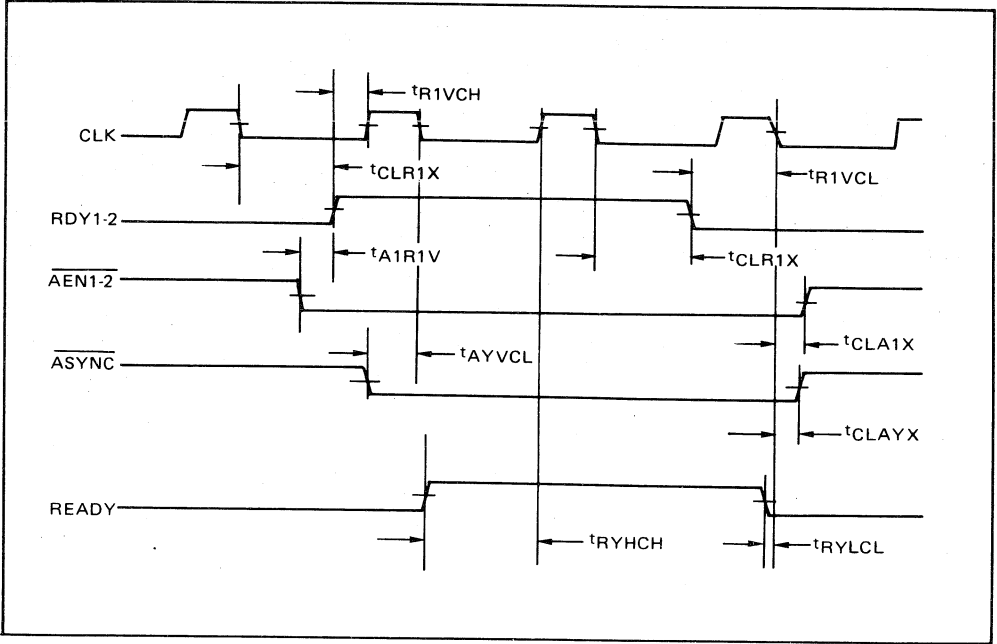 tR1VCH
CLK
tCLR1X
tR1VCL
RDY1-2
tA1R1V
tCLR1X
AEN1-2
tCLA1X
tAYVCL
ASYNC
tCLAYX
READY
tRYHCH
tRYLCL